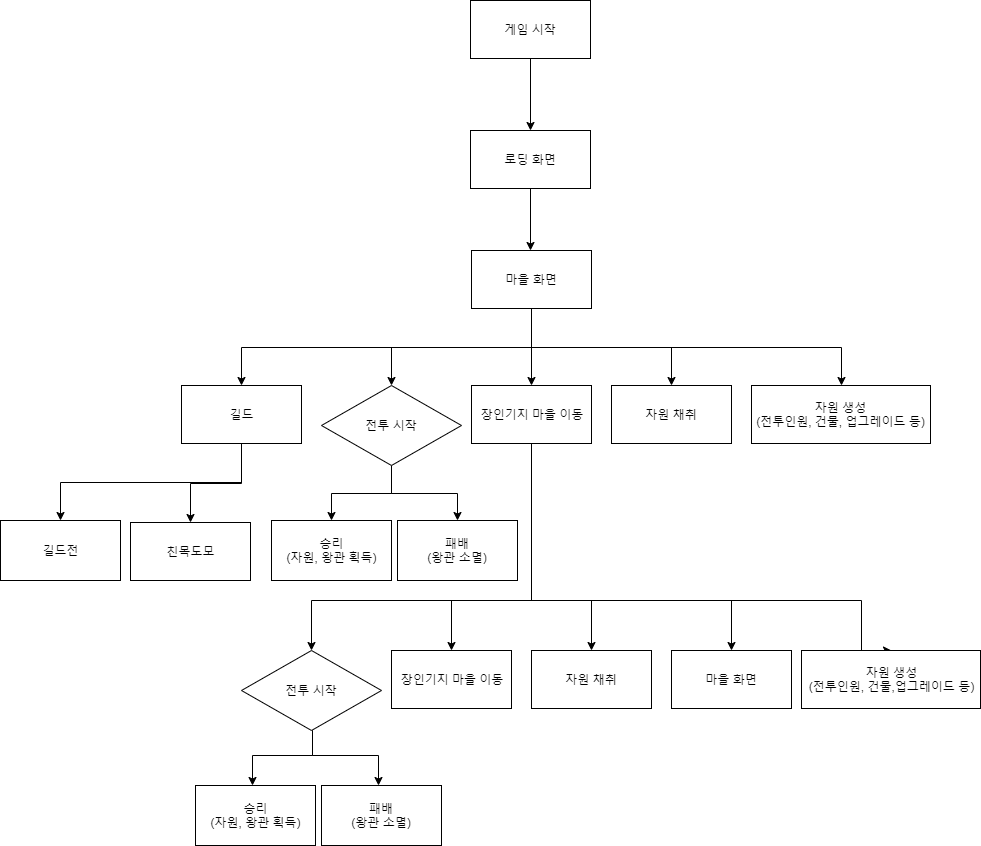 게임 시작
로딩 화면
마을 화면
길드
전투 시작
장인기지 마을 이동
자원 채취
자원 생성
(전투인원, 건물, 업그레이드 등)
길드전
친목도모
승리
(자원, 왕관 획득)
패배
(왕관 소멸)
전투 시작
장인기지 마을 이동
자원 채취
마을 화면
자원 생성
(전투인원, 건물,업그레이드 등)
승리
(자원, 왕관 획득)
패배
(왕관 소멸)